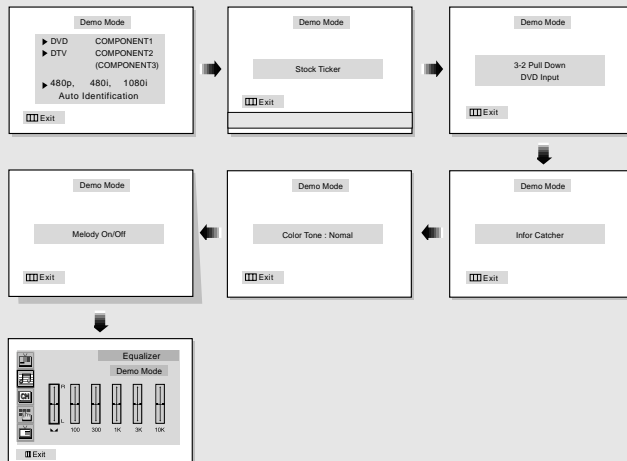 Demo Mode
DVD COMPONENT1
DTV COMPONENT2
(COMPONENT3)
480p, 480i, 1080i
Auto Identification
Exit
Demo Mode
Stock Ticker
Exit
Demo Mode
3-2 Pull Down
DVD Input
Exit
Demo Mode
Melody On/Off
Exit
Demo Mode
Color Tone : Nomal
Exit
Demo Mode
Infor Catcher
Exit
Equalizer
Demo Mode
CH
R
L
100 300 1K 3K 10K
Exit